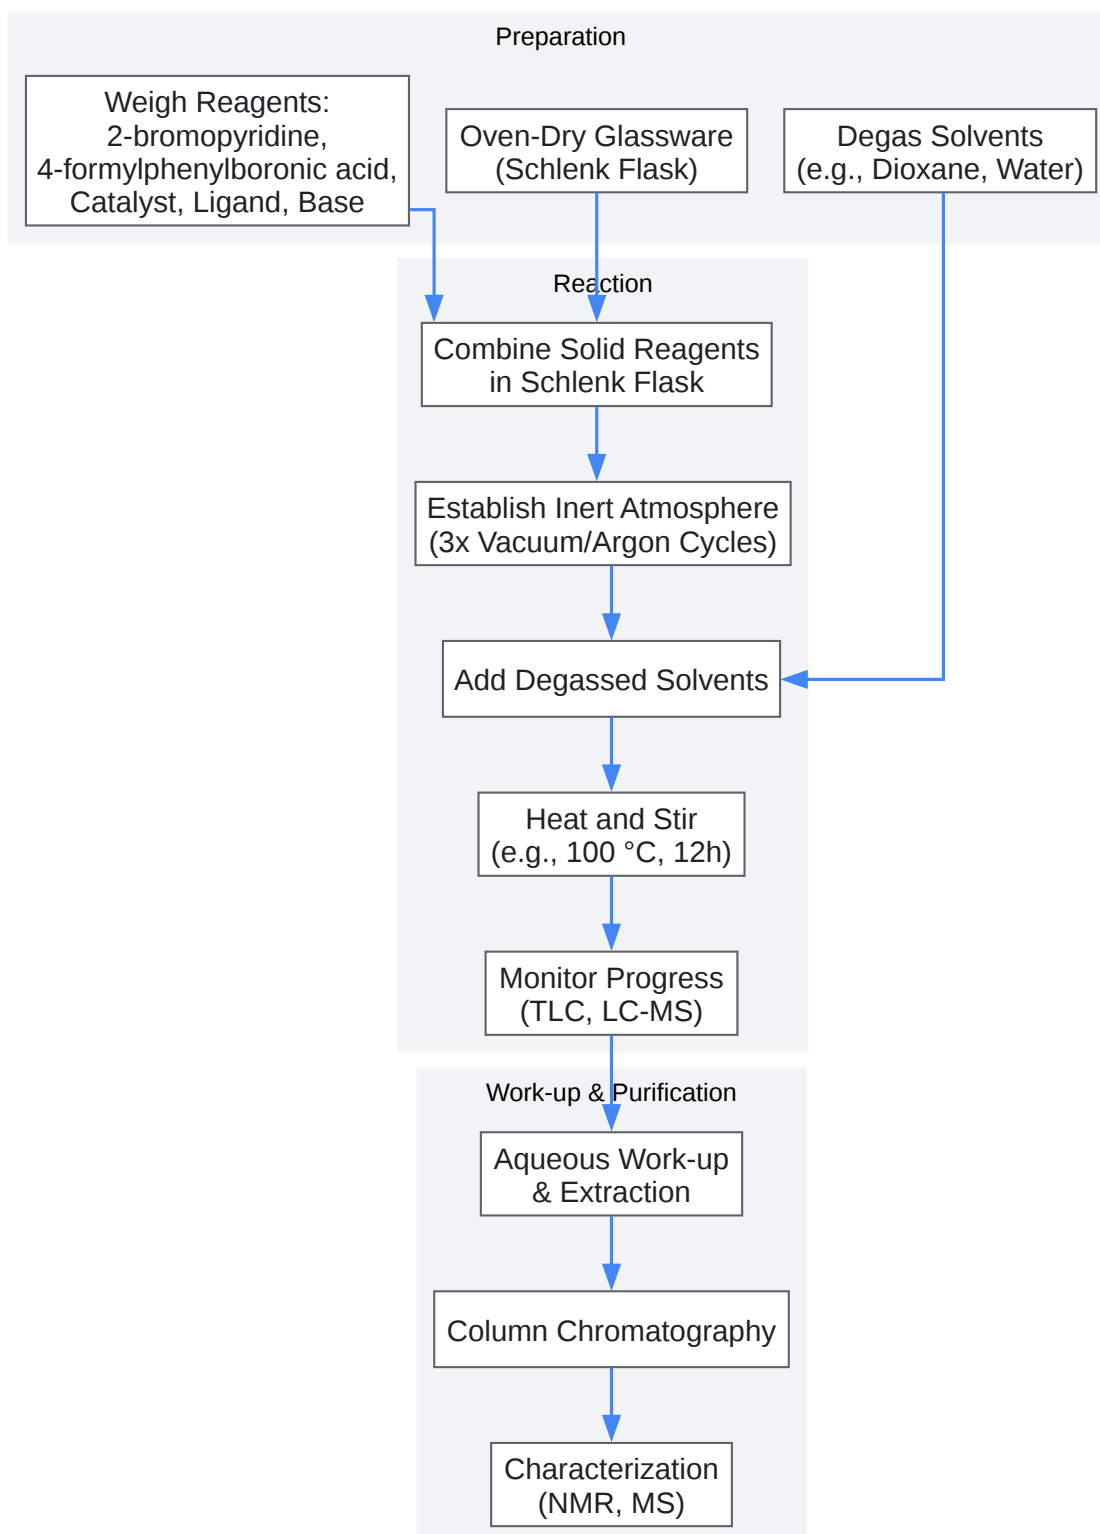 Preparation
Weigh Reagents:
2-bromopyridine,
4-formylphenylboronic acid,
Catalyst, Ligand, Base
Oven-Dry Glassware
(Schlenk Flask)
Degas Solvents
(e.g., Dioxane, Water)
Reaction
Combine Solid Reagents
in Schlenk Flask
Establish Inert Atmosphere
(3x Vacuum/Argon Cycles)
Add Degassed Solvents
Heat and Stir
(e.g., 100 °C, 12h)
Monitor Progress
(TLC, LC-MS)
Work-up & Purification
Aqueous Work-up
& Extraction
Column Chromatography
Characterization
(NMR, MS)